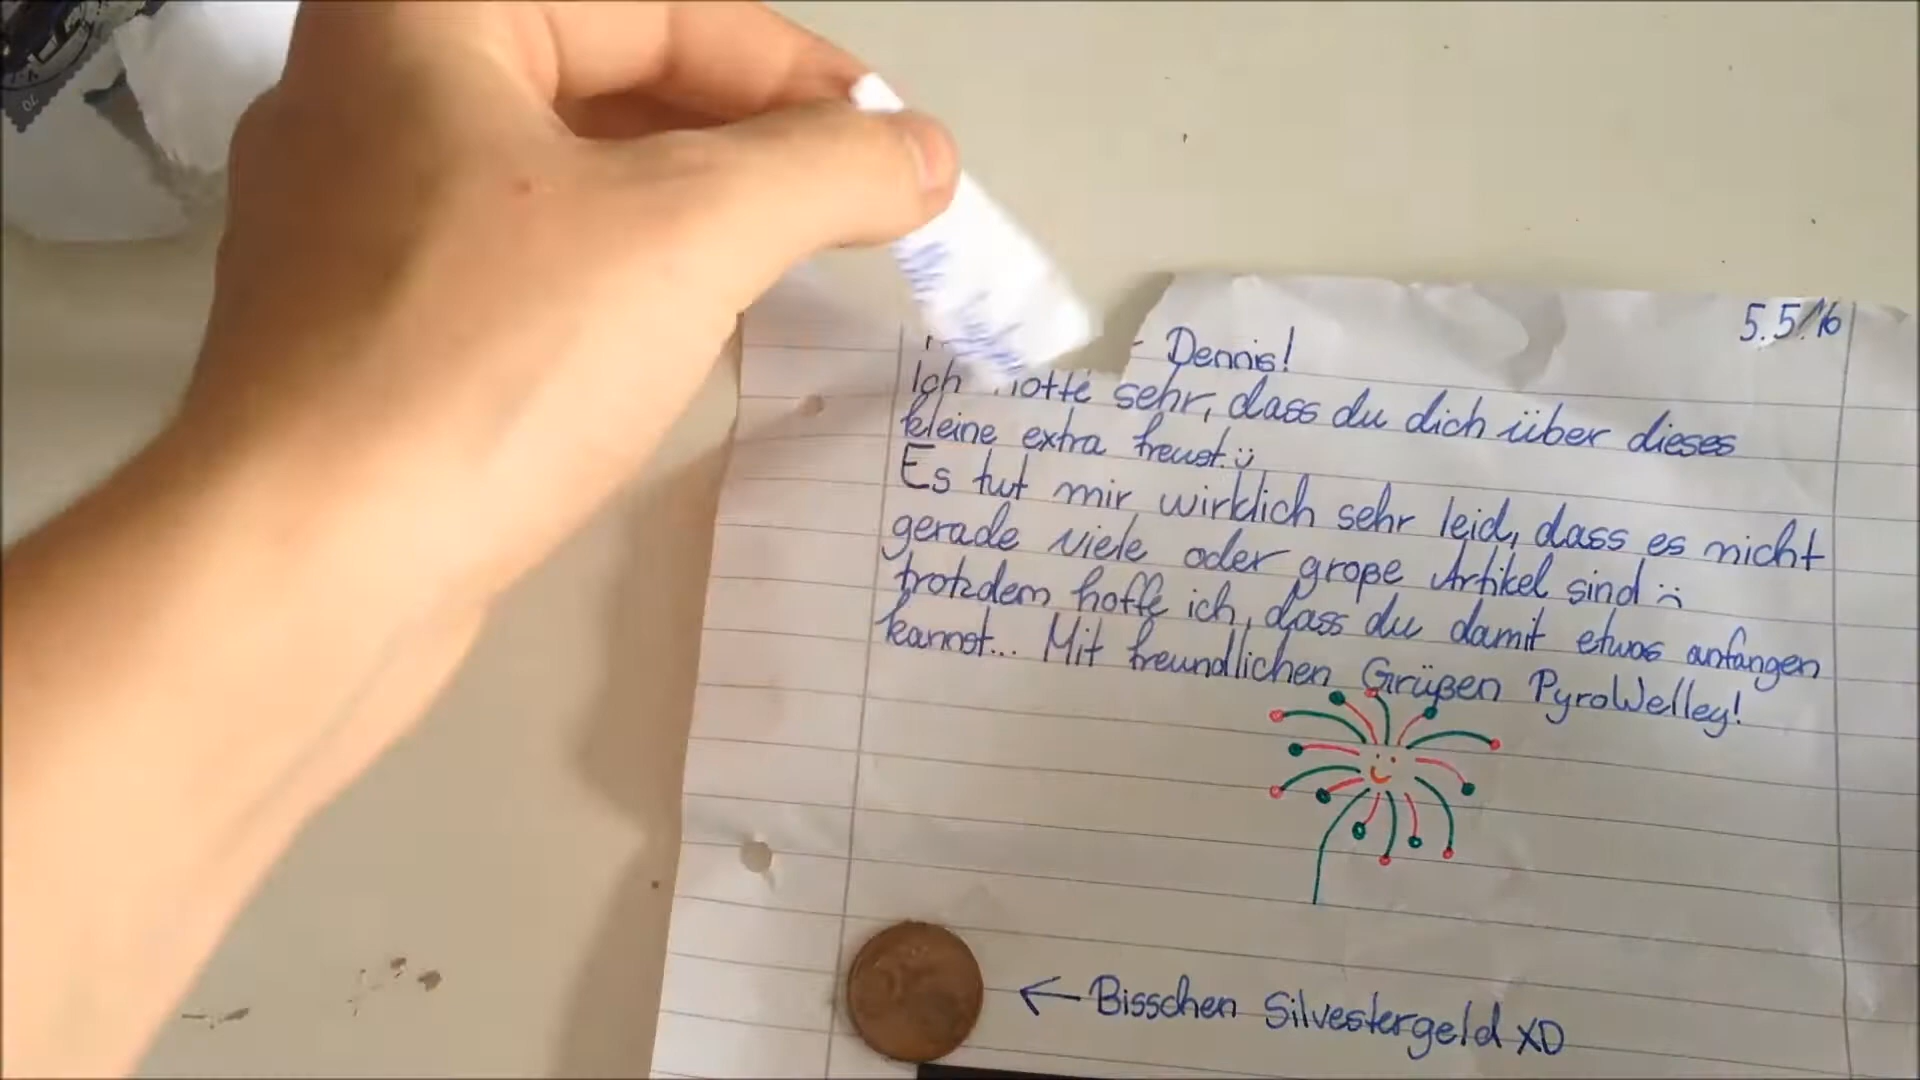 5.5.16
- Dennis!
Ich hoffe sehr, dass du dich über dieses
kleine extra freust. :)
Es tut mir wirklich sehr leid, dass es nicht
gerade viele oder große Artikel sind :(
trotzdem hoffe ich, dass du damit etwas anfangen
kannst... Mit freundlichen Grüßen PyroWelley!
← Bisschen Silvestergeld XD